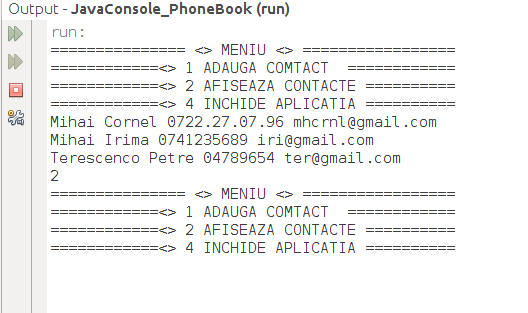 Output - JavaConsole_PhoneBook (run)
run:
=============== <> MENIU <> =================
============<> 1 ADAUGA COMTACT  ============
============<> 2 AFISEAZA CONTACTE ==========
============<> 4 INCHIDE APLICATIA ==========
Mihai Cornel 0722.27.07.96 mhcrnl@gmail.com
Mihai Irima 0741235689 iri@gmail.com
Terescenco Petre 04789654 ter@gmail.com
2
=============== <> MENIU <> =================
============<> 1 ADAUGA COMTACT  ============
============<> 2 AFISEAZA CONTACTE ==========
============<> 4 INCHIDE APLICATIA ==========